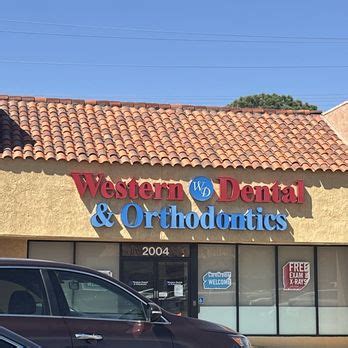 Western WD Dental
& Orthodontics
2004
WELCOME
FREE
EXAM &
X-RAYS